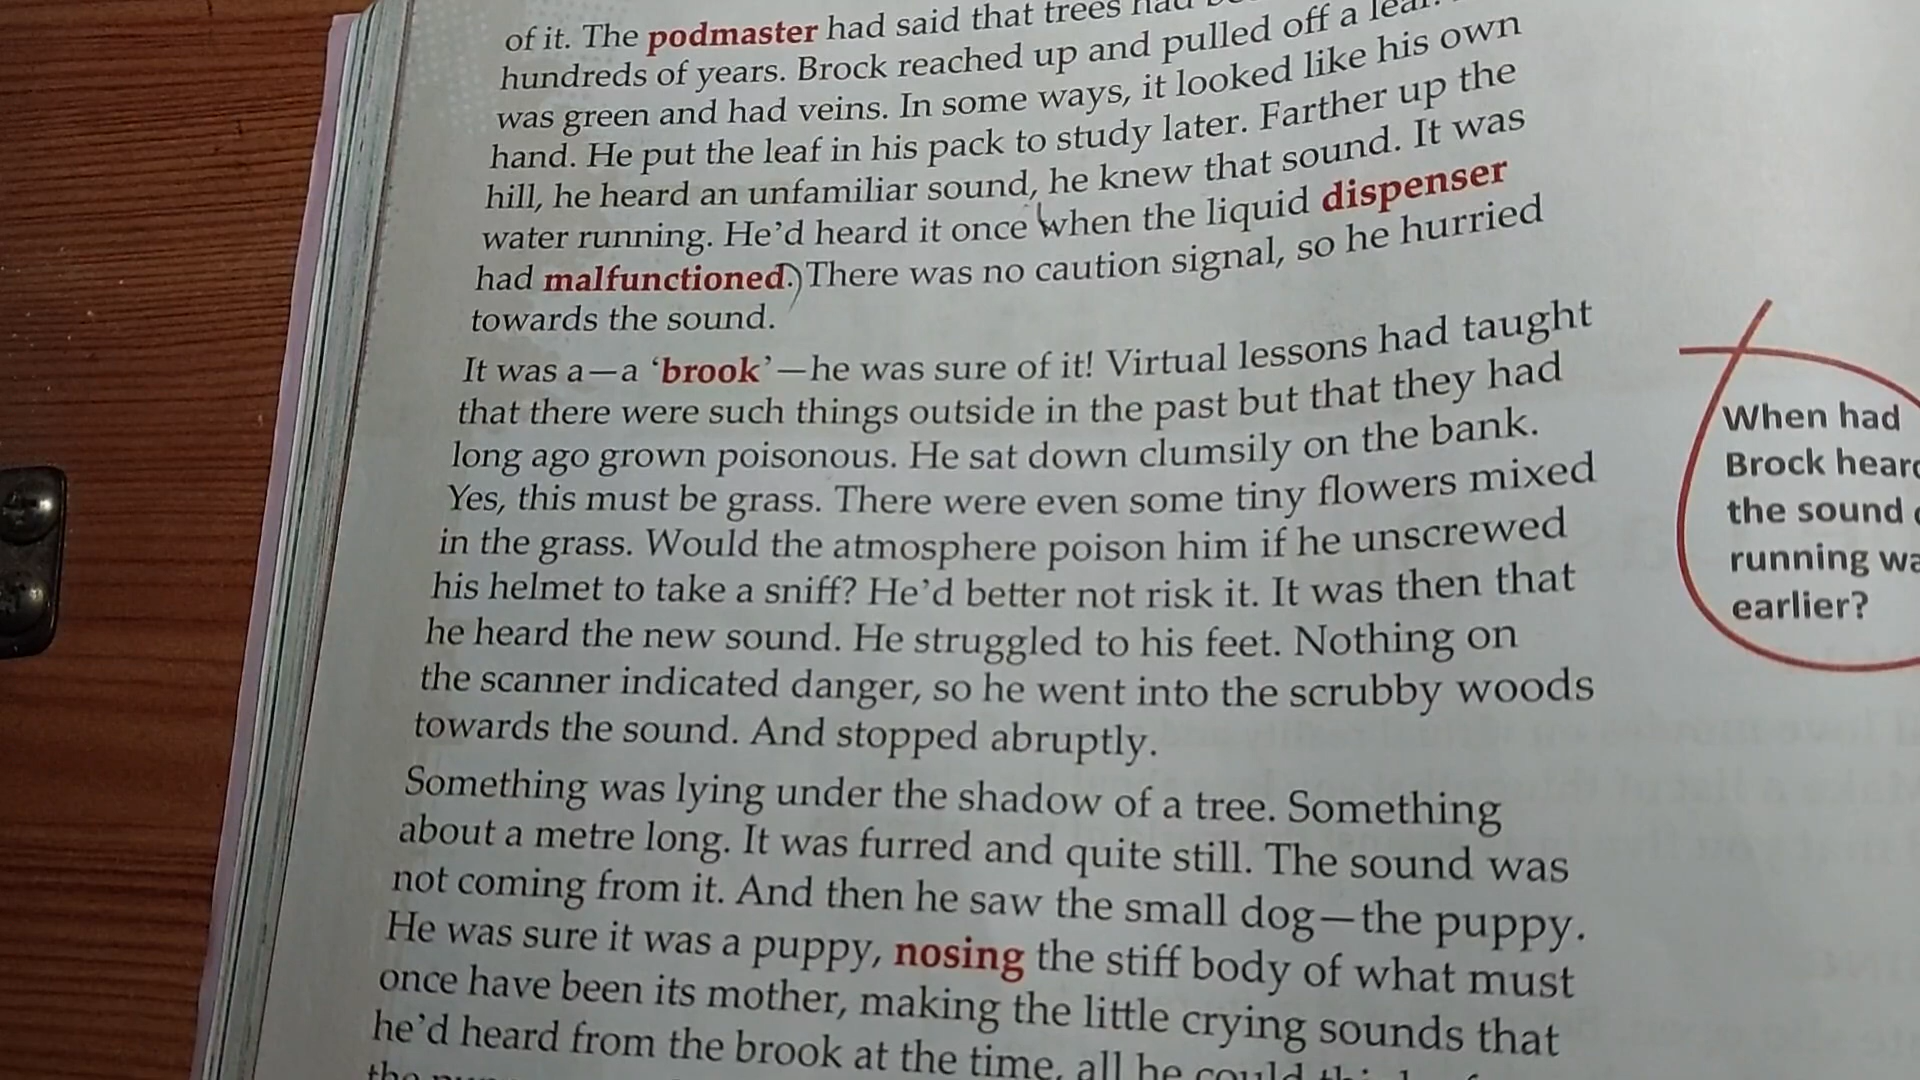 of it. The podmaster had said that trees had
hundreds of years. Brock reached up and pulled off a leaf.
was green and had veins. In some ways, it looked like his own
hand. He put the leaf in his pack to study later. Farther up the
hill, he heard an unfamiliar sound, he knew that sound. It was
water running. He’d heard it once when the liquid dispenser
had malfunctioned. There was no caution signal, so he hurried
towards the sound.
It was a—a ‘brook’—he was sure of it! Virtual lessons had taught
that there were such things outside in the past but that they had
long ago grown poisonous. He sat down clumsily on the bank.
Yes, this must be grass. There were even some tiny flowers mixed
in the grass. Would the atmosphere poison him if he unscrewed
his helmet to take a sniff? He’d better not risk it. It was then that
he heard the new sound. He struggled to his feet. Nothing on
the scanner indicated danger, so he went into the scrubby woods
towards the sound. And stopped abruptly.
Something was lying under the shadow of a tree. Something
about a metre long. It was furred and quite still. The sound was
not coming from it. And then he saw the small dog—the puppy.
He was sure it was a puppy, nosing the stiff body of what must
once have been its mother, making the little crying sounds that
he’d heard from the brook at the time, all he could
When had
Brock heard
the sound
running
earlier?